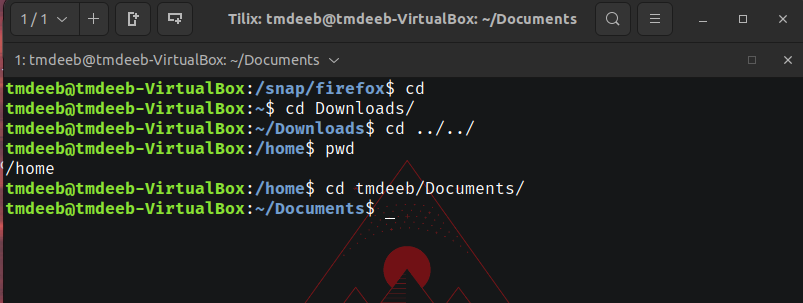 1 / 1
Tilix: tmdeeb@tmdeeb-VirtualBox: ~/Documents
1: tmdeeb@tmdeeb-VirtualBox: ~/Documents
tmdeeb@tmdeeb-VirtualBox:/snap/firefox$ cd
tmdeeb@tmdeeb-VirtualBox:~$ cd Downloads/
tmdeeb@tmdeeb-VirtualBox:~/Downloads$ cd ../../
tmdeeb@tmdeeb-VirtualBox:/home$ pwd
/home
tmdeeb@tmdeeb-VirtualBox:/home$ cd tmdeeb/Documents/
tmdeeb@tmdeeb-VirtualBox:~/Documents$ _